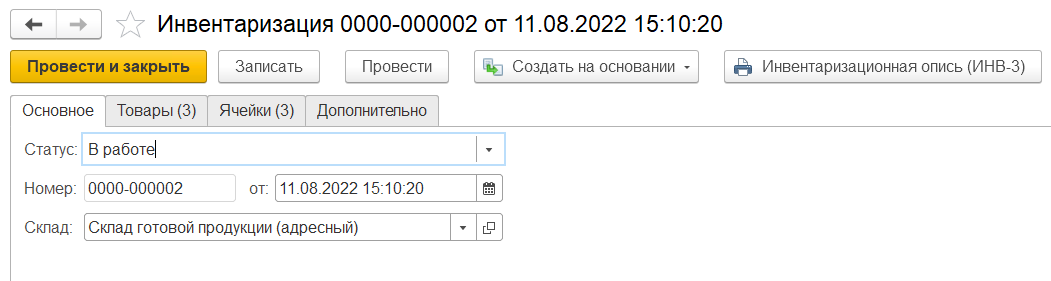 Инвентаризация 0000-000002 от 11.08.2022 15:10:20
Провести и закрыть Записать Провести Создать на основании Инвентаризационная опись (ИНВ-3)
Основное Товары (3) Ячейки (3) Дополнительно
Статус: В работе
Номер: 0000-000002 от: 11.08.2022 15:10:20
Склад: Склад готовой продукции (адресный)